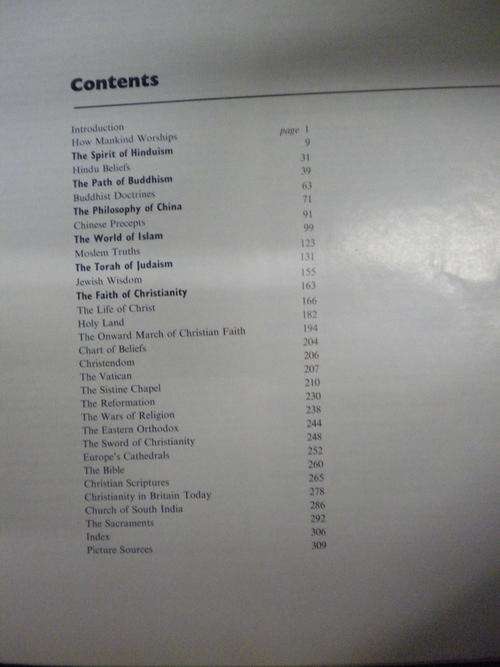 Contents
Introduction
How Mankind Worships page 1
The Spirit of Hinduism 9
Hindu Beliefs 31
The Path of Buddhism 39
Buddhist Doctrines 63
The Philosophy of China 71
Chinese Precepts 91
The World of Islam 99
Moslem Truths 123
The Torah of Judaism 131
Jewish Wisdom 155
The Faith of Christianity 163
The Life of Christ 166
Holy Land 182
The Onward March of Christian Faith 194
Chart of Beliefs 204
Christendom 206
The Vatican 207
The Sistine Chapel 210
The Reformation 230
The Wars of Religion 238
The Eastern Orthodox 244
The Sword of Christianity 248
Europe's Cathedrals 252
The Bible 260
Christian Scriptures 265
Christianity in Britain Today 278
Church of South India 286
The Sacraments 292
Index 306
Picture Sources 309